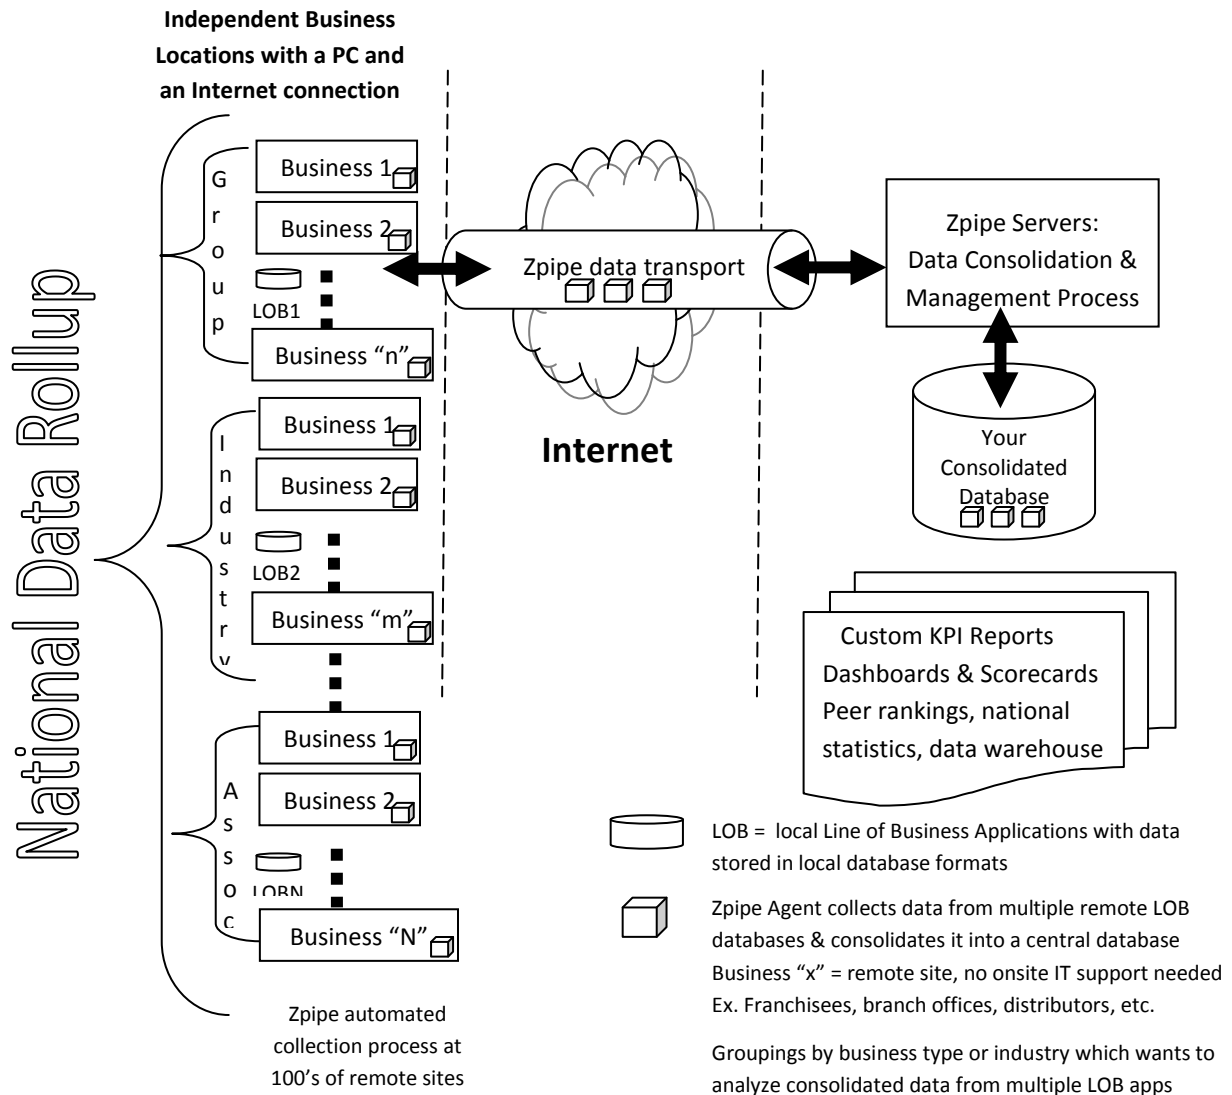 Independent Business
Locations with a PC and
an Internet connection
National Data Rollup
Group
Business 1
Business 2
LOB1
Business “n”
Industry
Business 1
Business 2
LOB2
Business “m”
Assoc
Business 1
Business 2
LOBN
Business “N”
Zpipe automated
collection process at
100’s of remote sites
Zpipe data transport
Internet
Zpipe Servers:
Data Consolidation &
Management Process
Your
Consolidated
Database
Custom KPI Reports
Dashboards & Scorecards
Peer rankings, national
statistics, data warehouse
LOB = local Line of Business Applications with data
stored in local database formats
Zpipe Agent collects data from multiple remote LOB
databases & consolidates it into a central database
Business “x” = remote site, no onsite IT support needed
Ex. Franchisees, branch offices, distributors, etc.
Groupings by business type or industry which wants to
analyze consolidated data from multiple LOB apps